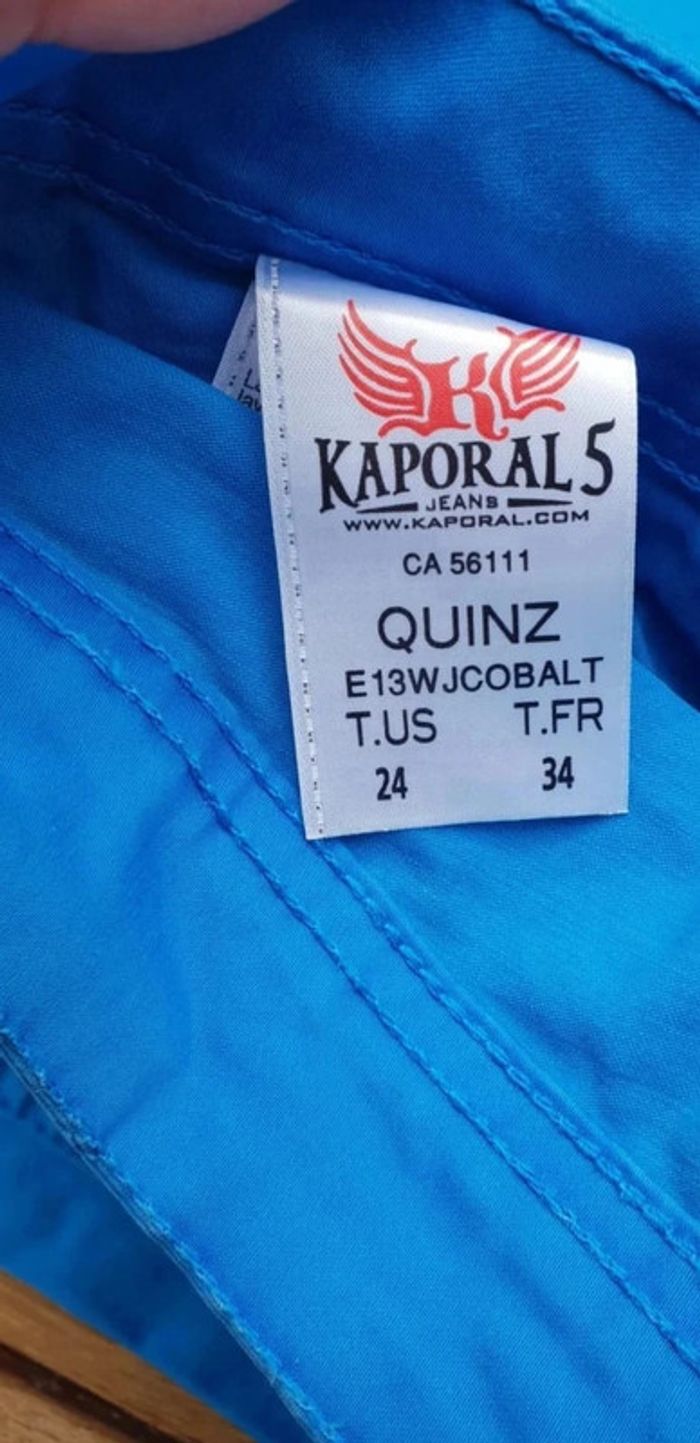 K
KAPORAL 5
JEANS
WWW.KAPORAL.COM
CA 56111
QUINZ
E13WJCOBALT
T.US T.FR
24 34